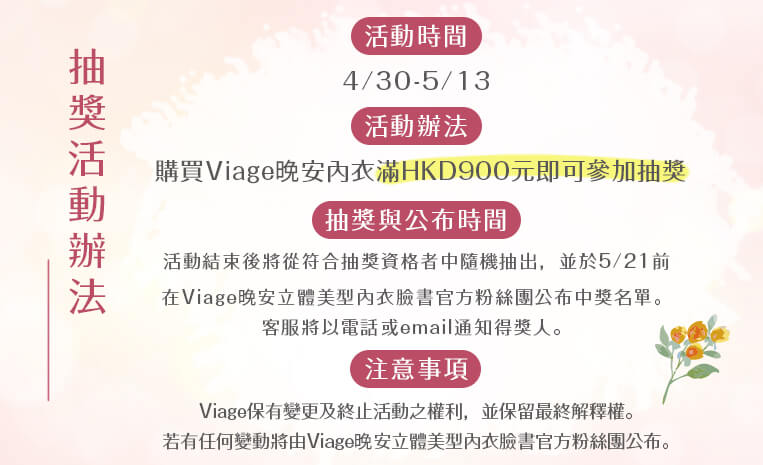 抽獎活動辦法
活動時間
4/30-5/13
活動辦法
購買Viage晚安內衣滿HKD900元即可參加抽獎
抽獎與公布時間
活動結束後將從符合抽獎資格者中隨機抽出，並於5/21前
在Viage晚安立體美型內衣臉書官方粉絲團公布中獎名單。
客服將以電話或email通知得獎人。
注意事項
Viage保有變更及終止活動之權利，並保留最終解釋權。
若有任何變動將由Viage晚安立體美型內衣臉書官方粉絲團公布。